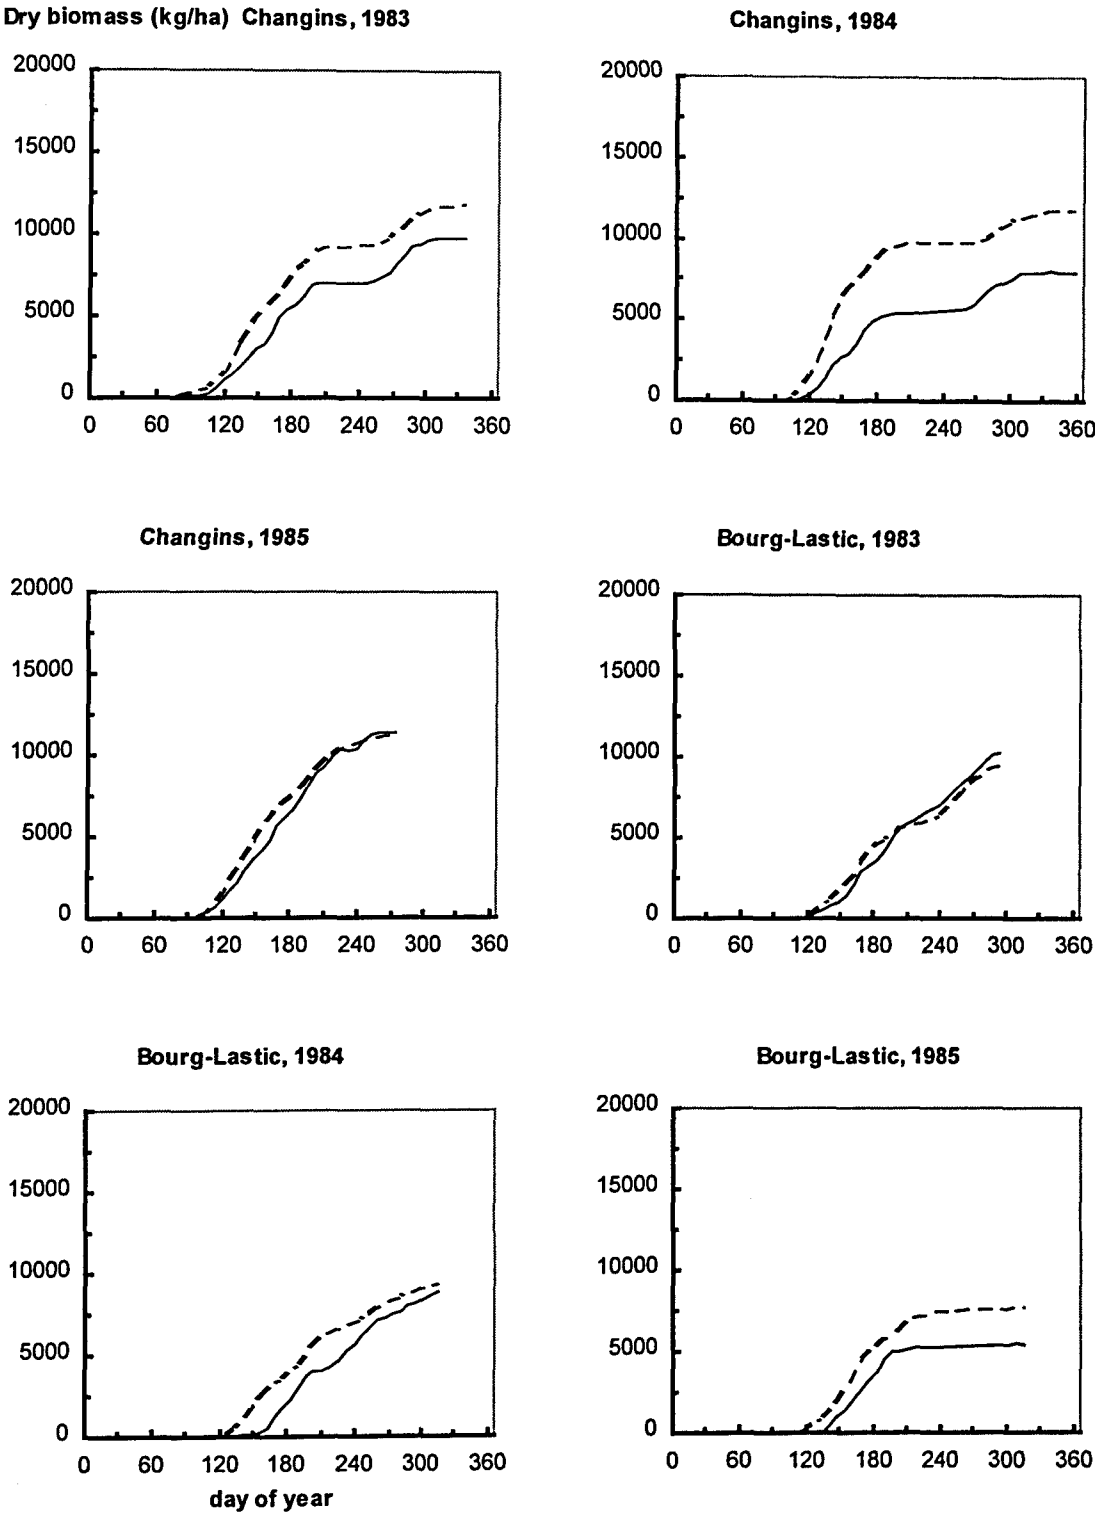 Dry biomass (kg/ha) Changins, 1983
20000
15000
10000
5000
0
0 60 120 180 240 300 360
Changins, 1984
20000
15000
10000
5000
0
0 60 120 180 240 300 360
Changins, 1985
20000
15000
10000
5000
0
0 60 120 180 240 300 360
Bourg-Lastic, 1983
20000
15000
10000
5000
0
0 60 120 180 240 300 360
Bourg-Lastic, 1984
20000
15000
10000
5000
0
0 60 120 180 240 300 360
day of year
Bourg-Lastic, 1985
20000
15000
10000
5000
0
0 60 120 180 240 300 360